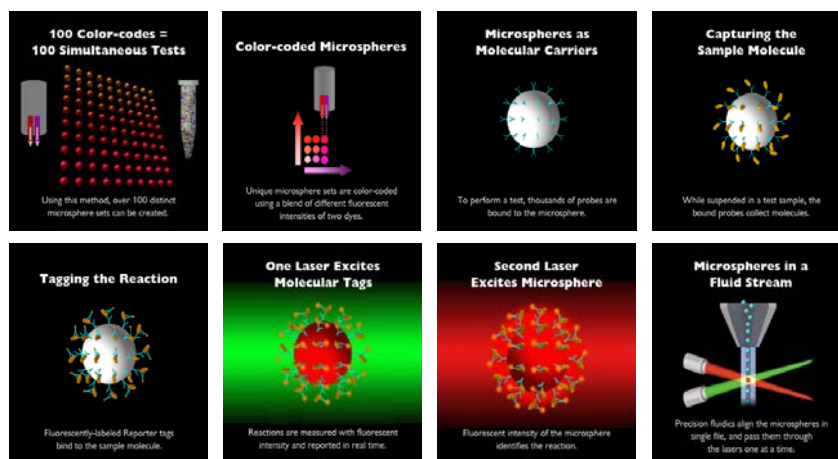 100 Color-codes =
100 Simultaneous Tests
Using this method, over 100 distinct
microsphere sets can be created.
Color-coded Microspheres
Unique microsphere sets are color-coded
using a blend of different fluorescent
intensities of two dyes.
Microspheres as
Molecular Carriers
To perform a test, thousands of probes are
bound to the microsphere.
Capturing the
Sample Molecule
While suspended in a test sample, the
bound probes collect molecules.
Tagging the Reaction
Fluorescently-labeled Reporter tags
bind to the sample molecule.
One Laser Excites
Molecular Tags
Reactions are measured with fluorescent
intensity and reported in real time.
Second Laser
Excites Microsphere
Fluorescent intensity of the microsphere
identifies the reaction.
Microspheres in a
Fluid Stream
Precision fluidics align the microspheres in
single file, and pass them through
the lasers one at a time.